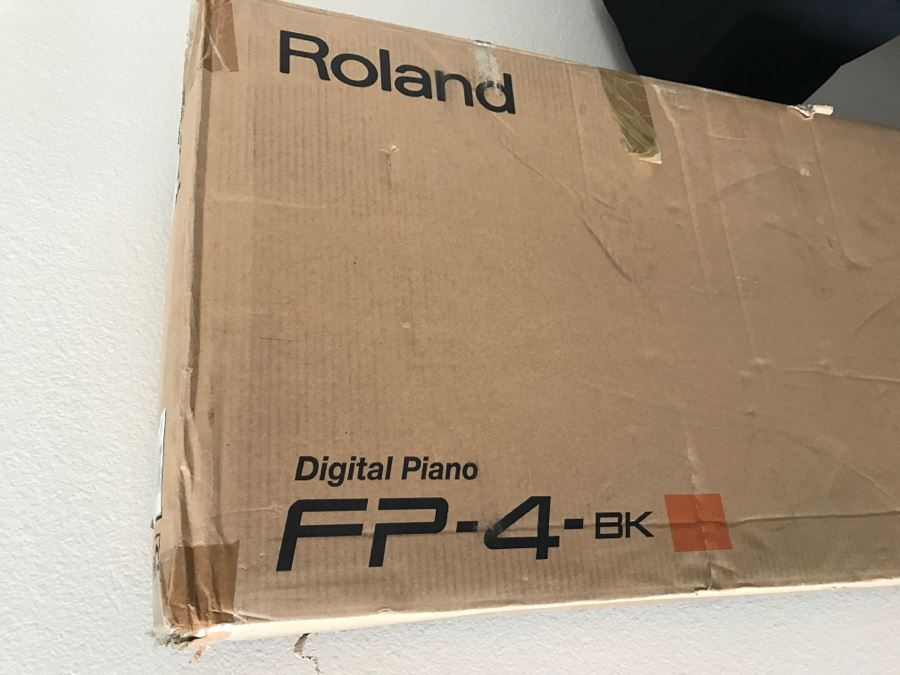 Roland
Digital Piano
FP-4-BK